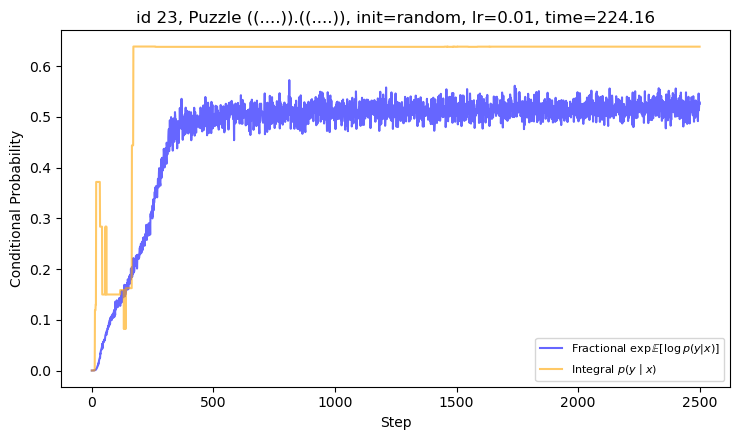 id 23, Puzzle ((....)).((....)), init=random, lr=0.01, time=224.16
Conditional Probability
0.6
0.5
0.4
0.3
0.2
0.1
0.0
Fractional exp𝔼[log p(y|x)]
Integral p(y | x)
0
500
1000
1500
2000
2500
Step